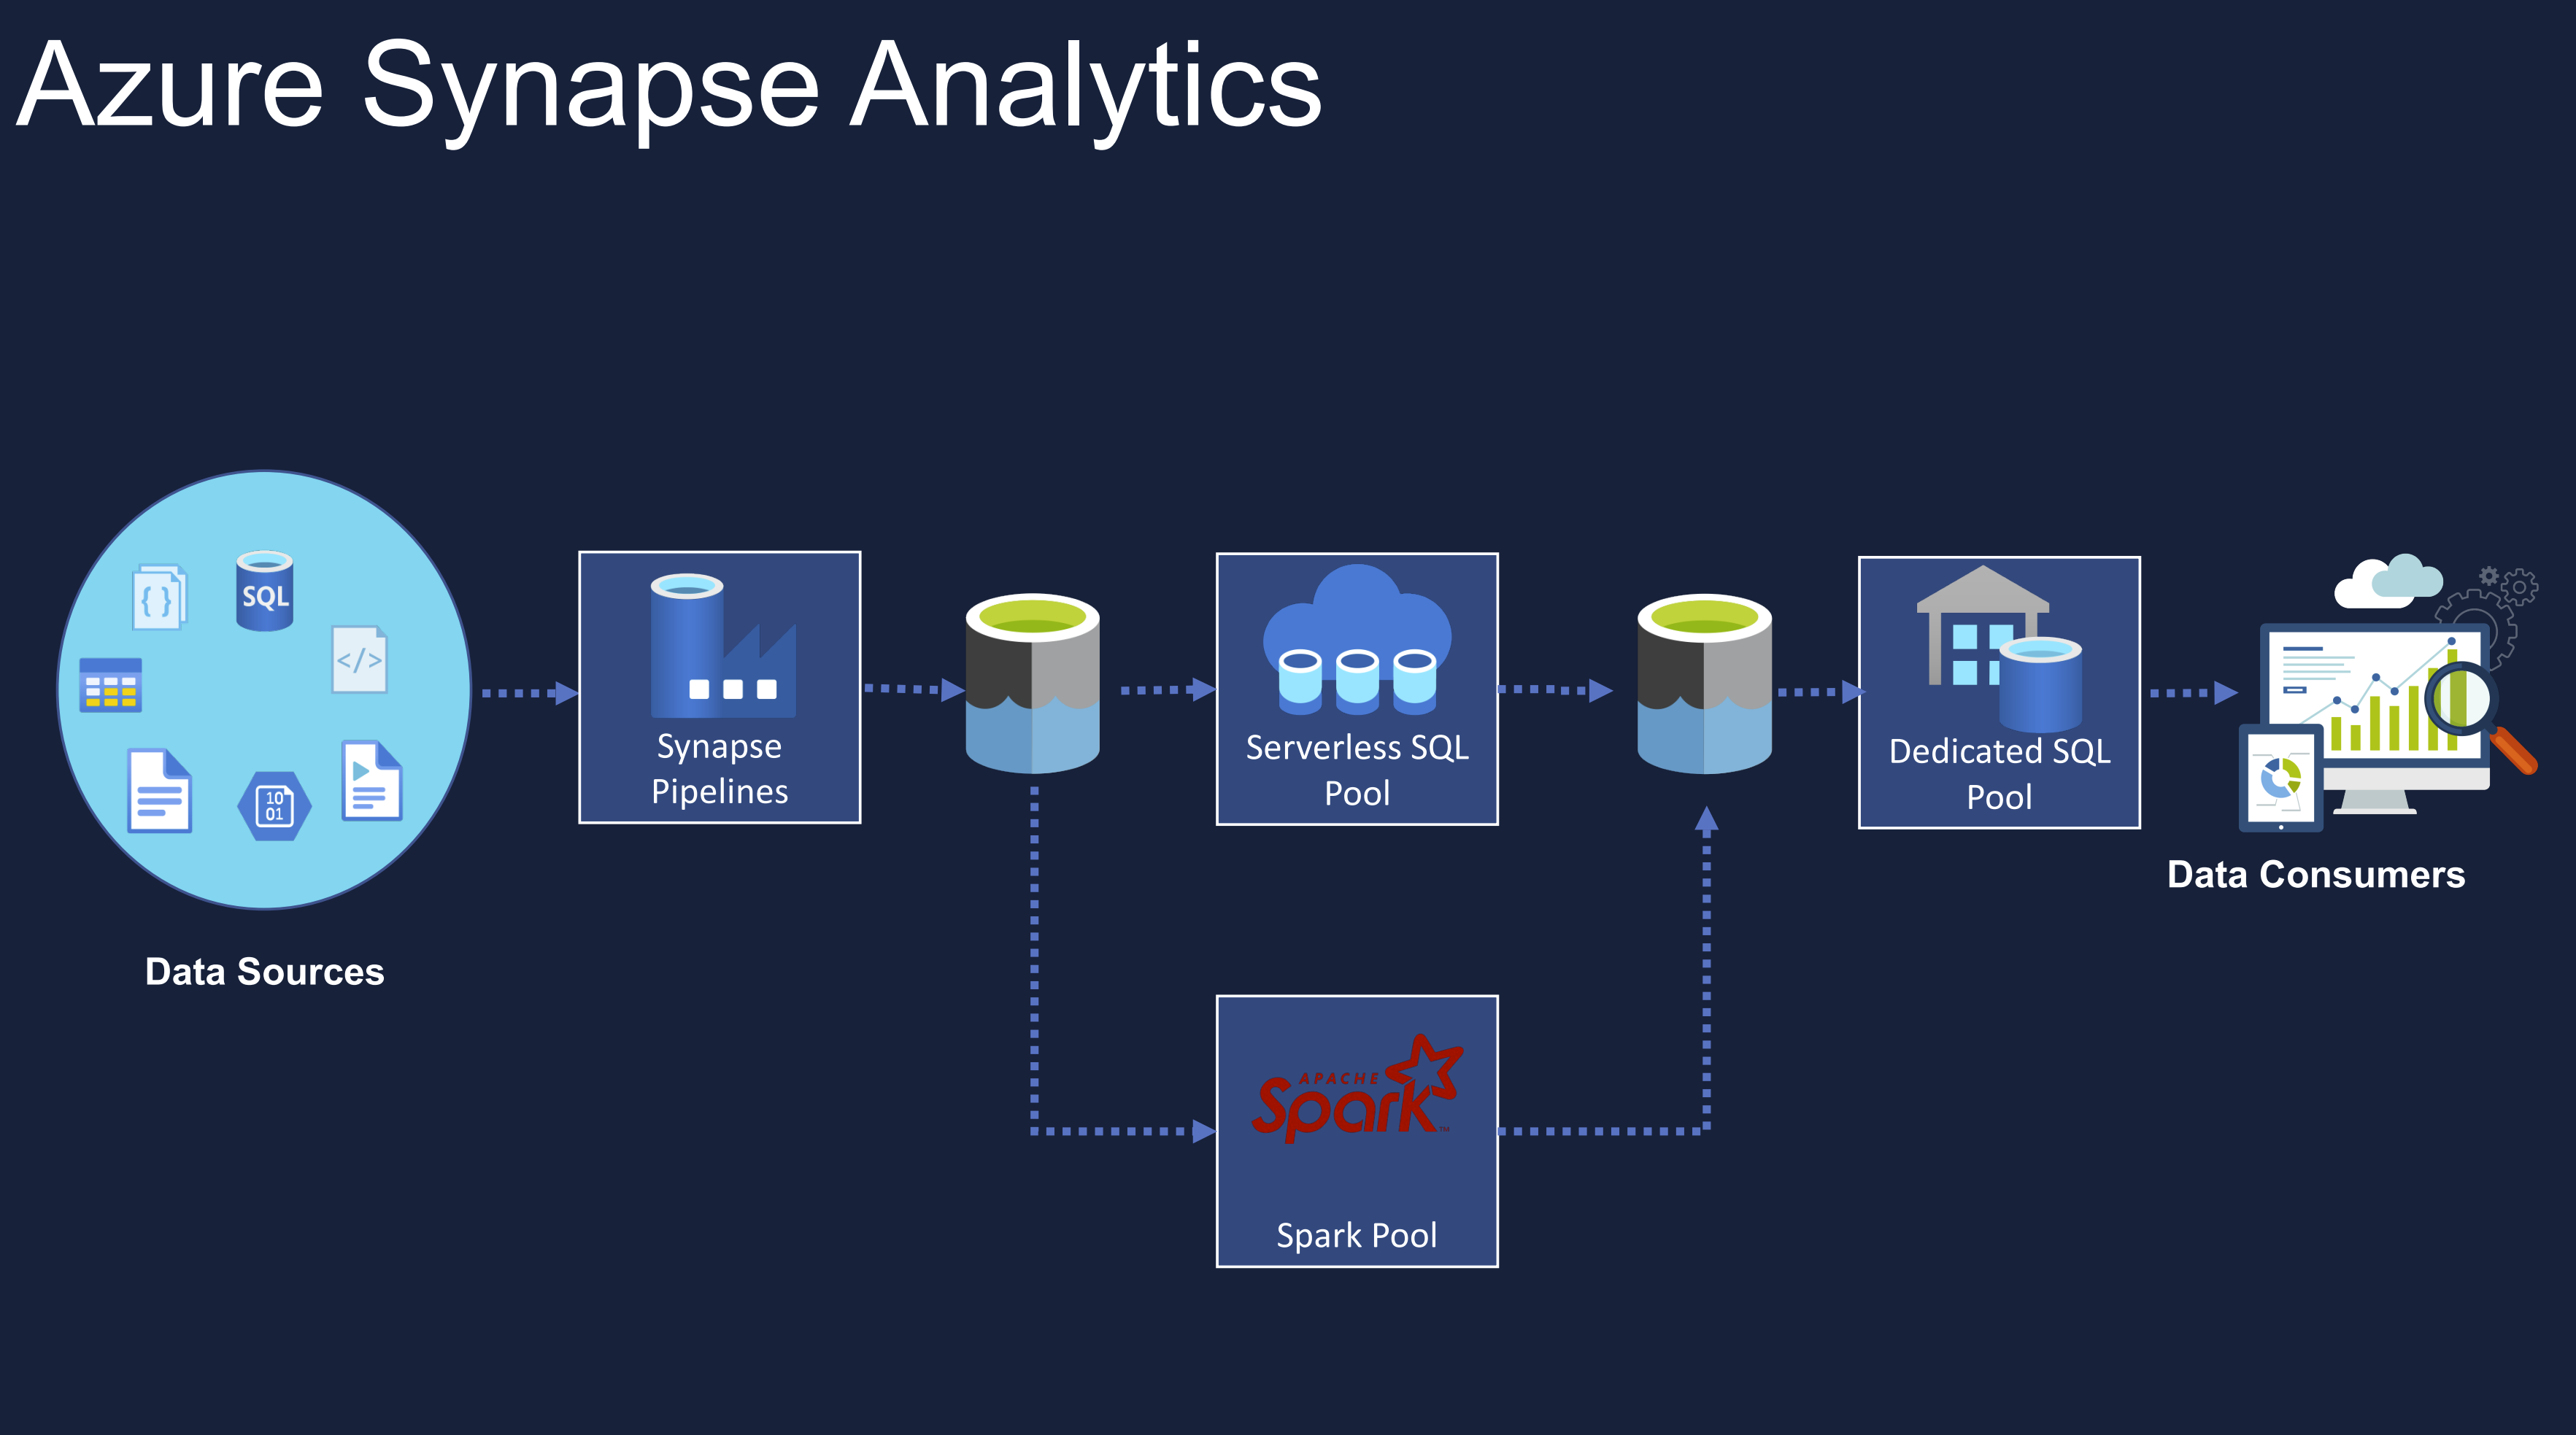 Azure Synapse Analytics
{ }
SQL
</>
10
01
Data Sources
Synapse
Pipelines
Serverless SQL
Pool
APACHE
Spark
TM
Spark Pool
Dedicated SQL
Pool
Data Consumers